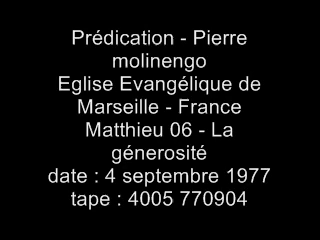 Prédication - Pierre
molinengo
Eglise Evangélique de
Marseille - France
Matthieu 06 - La
génerosité
date : 4 septembre 1977
tape : 4005 770904